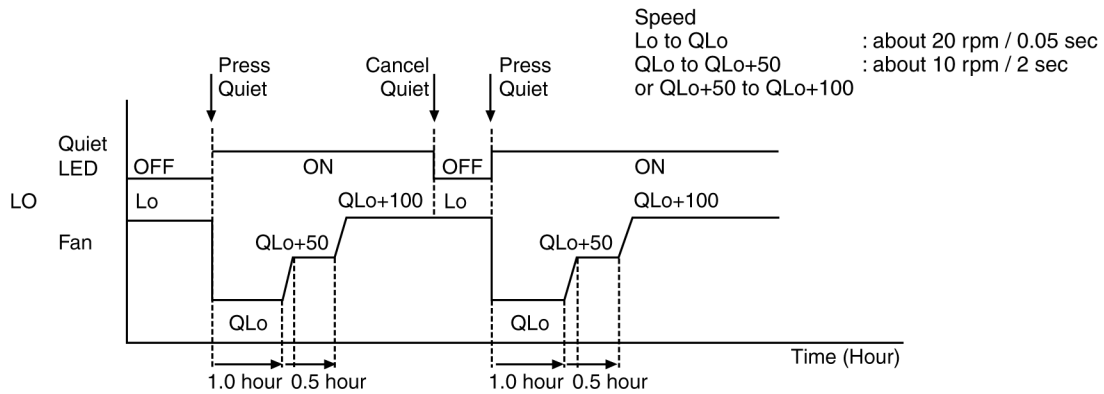 Speed
Lo to QLo : about 20 rpm / 0.05 sec
QLo to QLo+50 : about 10 rpm / 2 sec
or QLo+50 to QLo+100
Press Quiet
Cancel Quiet
Press Quiet
Quiet LED
OFF
ON
OFF
ON
LO
Lo
QLo+100
Lo
QLo+100
Fan
QLo+50
QLo+50
QLo
QLo
Time (Hour)
1.0 hour
0.5 hour
1.0 hour
0.5 hour